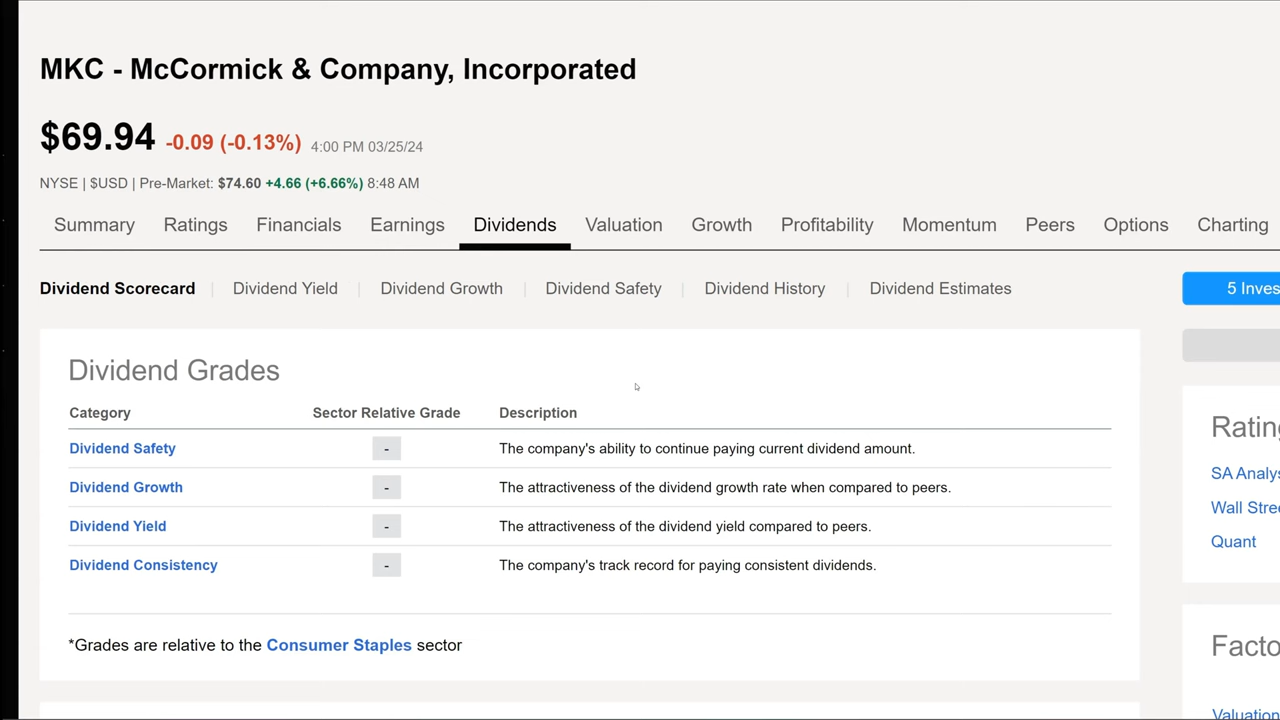 MKC - McCormick & Company, Incorporated
$69.94 -0.09 (-0.13%) 4:00 PM 03/25/24
NYSE | $USD | Pre-Market: $74.60 +4.66 (+6.66%) 8:48 AM
Summary Ratings Financials Earnings Dividends Valuation Growth Profitability Momentum Peers Options Charting
Dividend Scorecard | Dividend Yield | Dividend Growth | Dividend Safety | Dividend History | Dividend Estimates
5 Inves
Dividend Grades
Category Sector Relative Grade Description
Dividend Safety - The company's ability to continue paying current dividend amount.
Dividend Growth - The attractiveness of the dividend growth rate when compared to peers.
Dividend Yield - The attractiveness of the dividend yield compared to peers.
Dividend Consistency - The company's track record for paying consistent dividends.
*Grades are relative to the Consumer Staples sector
Rating
SA Analys
Wall Stree
Quant
Facto
Valuation